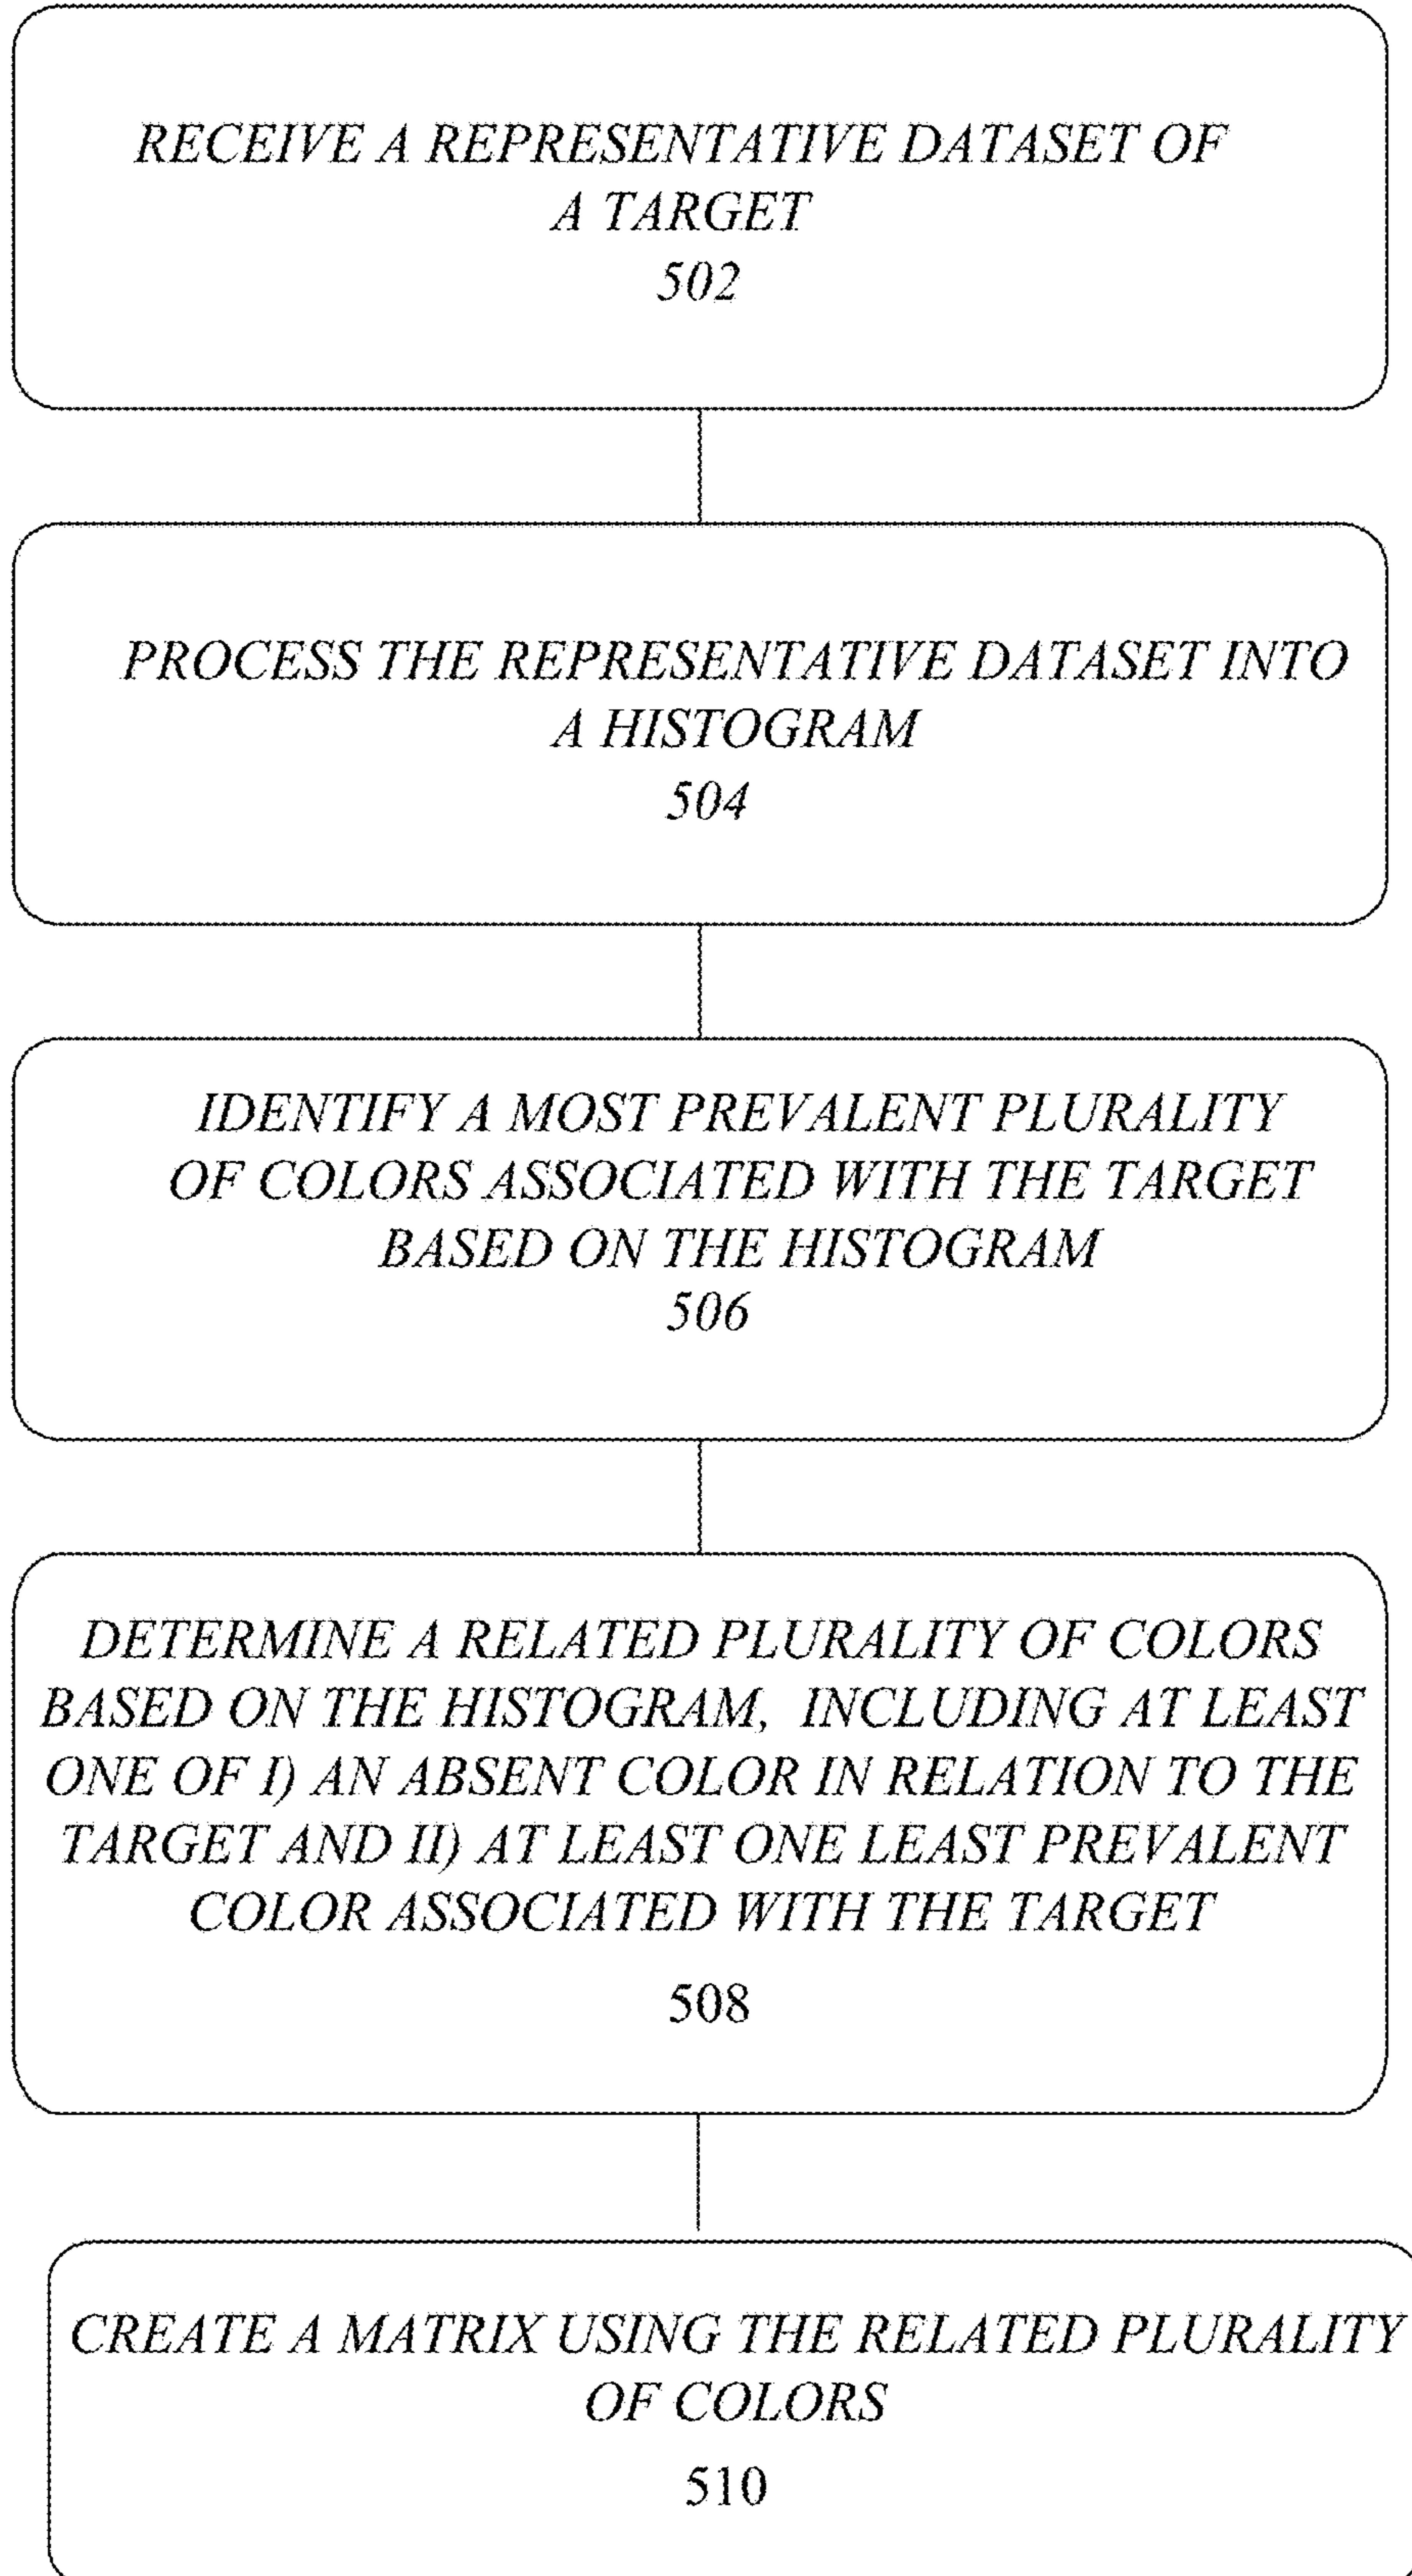 RECEIVE A REPRESENTATIVE DATASET OF
A TARGET
502
PROCESS THE REPRESENTATIVE DATASET INTO
A HISTOGRAM
504
IDENTIFY A MOST PREVALENT PLURALITY
OF COLORS ASSOCIATED WITH THE TARGET
BASED ON THE HISTOGRAM
506
DETERMINE A RELATED PLURALITY OF COLORS
BASED ON THE HISTOGRAM, INCLUDING AT LEAST
ONE OF I) AN ABSENT COLOR IN RELATION TO THE
TARGET AND II) AT LEAST ONE LEAST PREVALENT
COLOR ASSOCIATED WITH THE TARGET
508
CREATE A MATRIX USING THE RELATED PLURALITY
OF COLORS
510